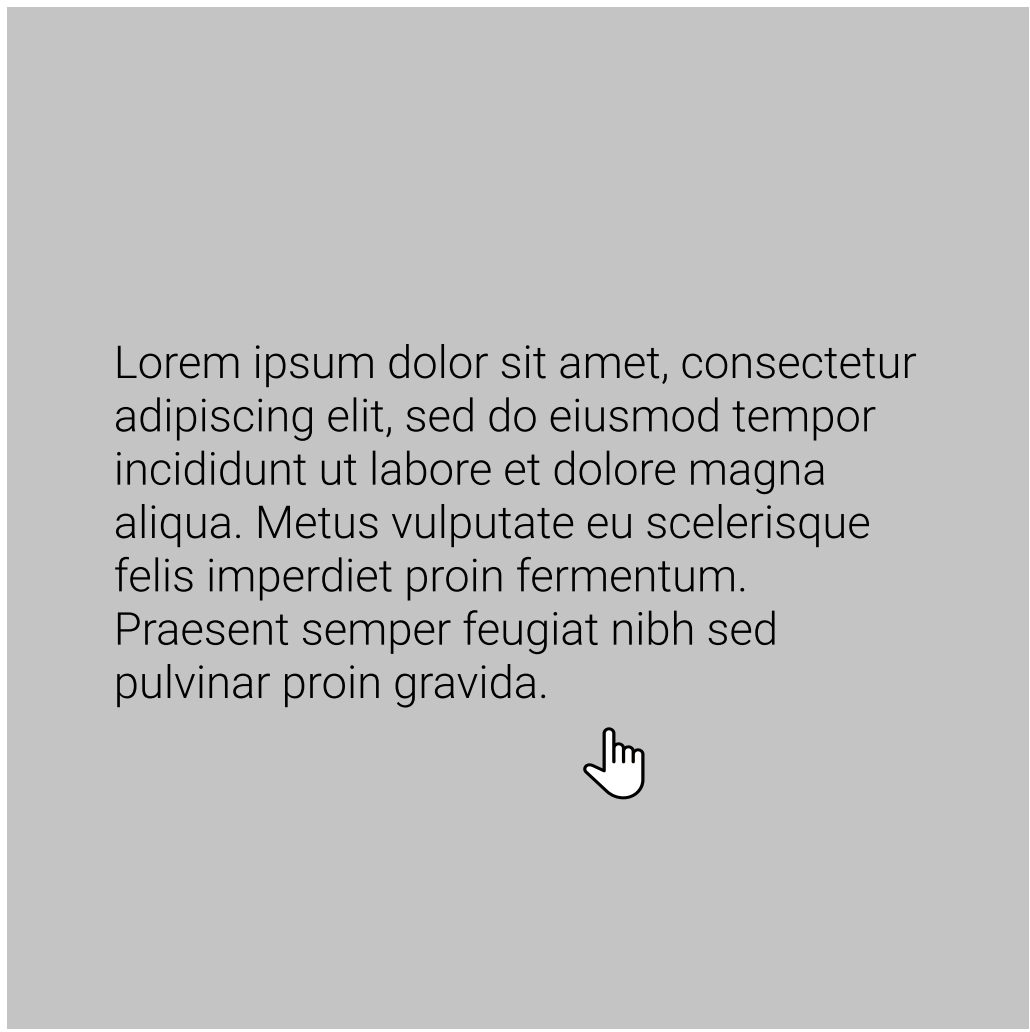 Lorem ipsum dolor sit amet, consectetur
adipiscing elit, sed do eiusmod tempor
incididunt ut labore et dolore magna
aliqua. Metus vulputate eu scelerisque
felis imperdiet proin fermentum.
Praesent semper feugiat nibh sed
pulvinar proin gravida.